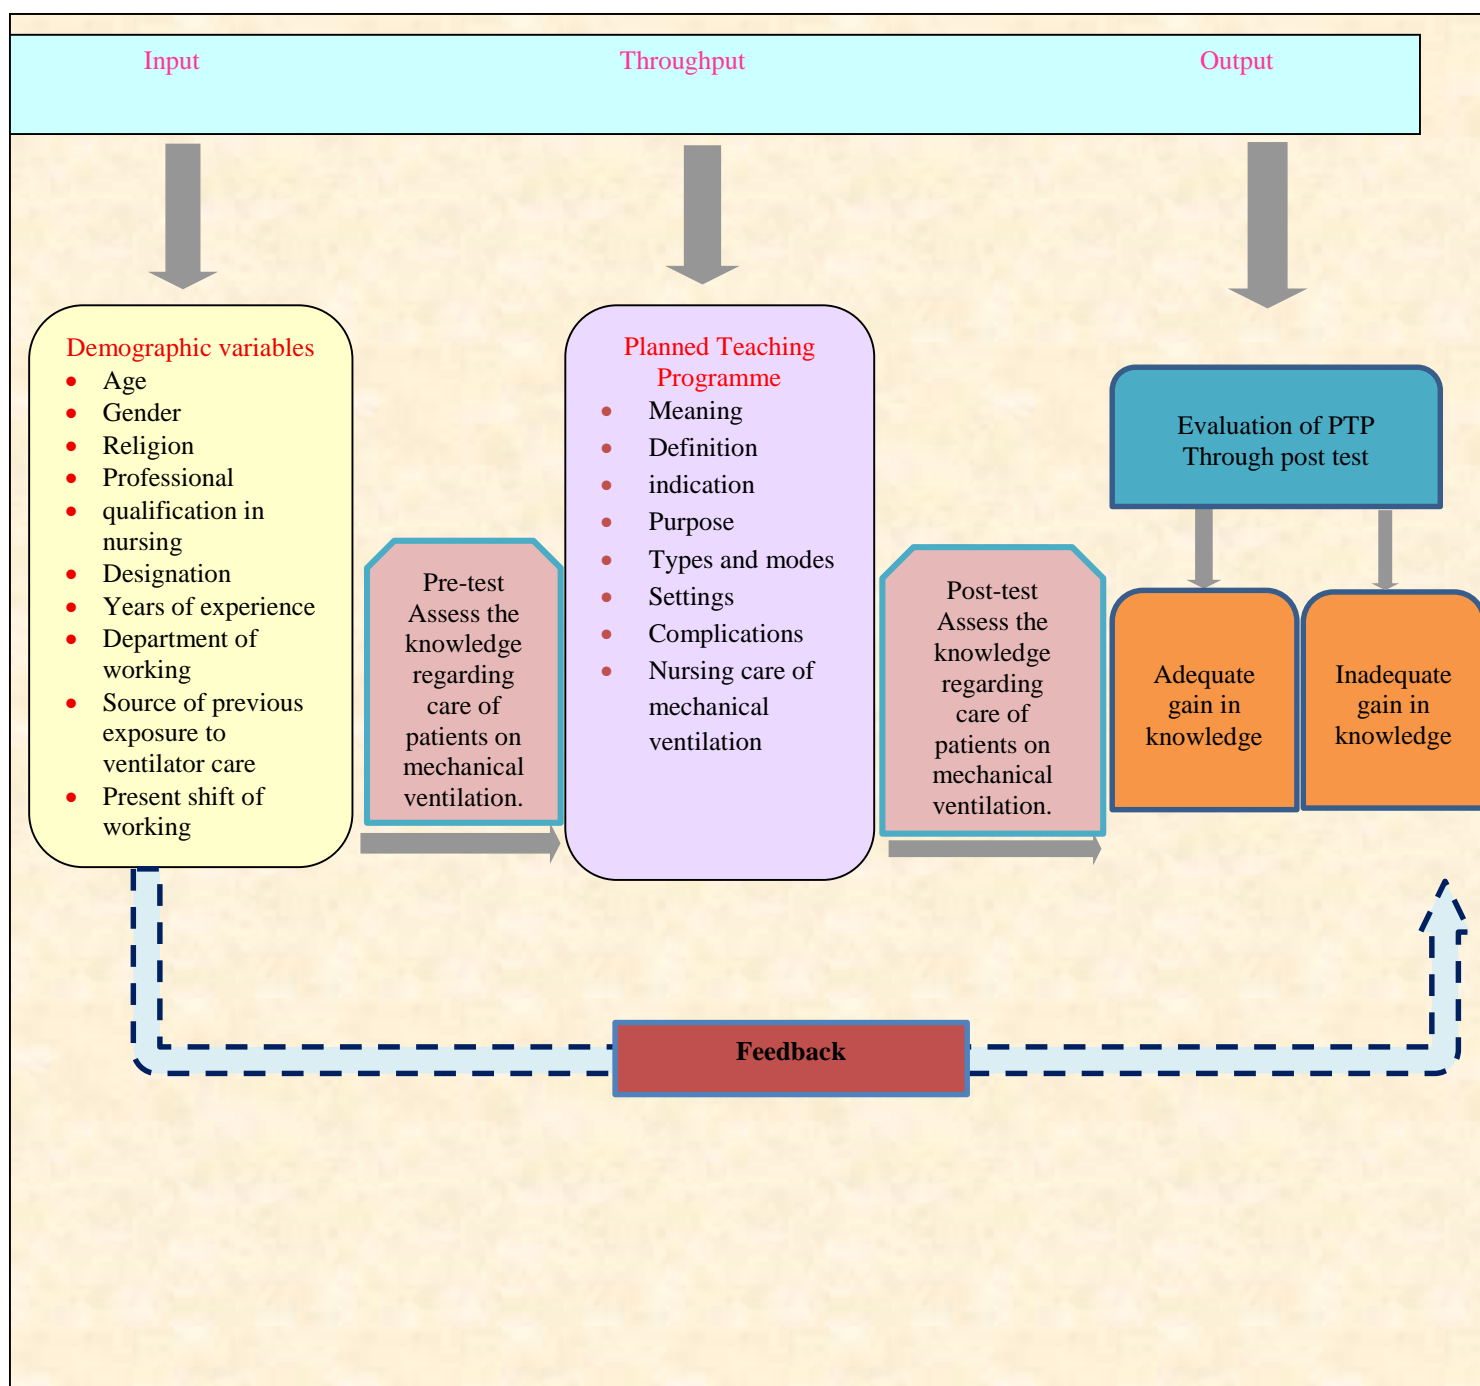 Input
Throughput
Output
Demographic variables
• Age
• Gender
• Religion
• Professional
• qualification in
nursing
• Designation
• Years of experience
• Department of
working
• Source of previous
exposure to
ventilator care
• Present shift of
working
Pre-test
Assess the
knowledge
regarding
care of
patients on
mechanical
ventilation.
Planned Teaching
Programme
• Meaning
• Definition
• indication
• Purpose
• Types and modes
• Settings
• Complications
• Nursing care of
mechanical
ventilation
Post-test
Assess the
knowledge
regarding
care of
patients on
mechanical
ventilation.
Evaluation of PTP
Through post test
Adequate
gain in
knowledge
Inadequate
gain in
knowledge
Feedback